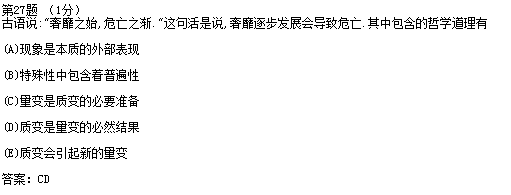 第27题 （1分）
古语说:“奢靡之始,危亡之渐.“这句话是说,奢靡逐步发展会导致危亡.其中包含的哲学道理有
(A)现象是本质的外部表现
(B)特殊性中包含着普遍性
(C)量变是质变的必要准备
(D)质变是量变的必然结果
(E)质变会引起新的量变
答案：CD